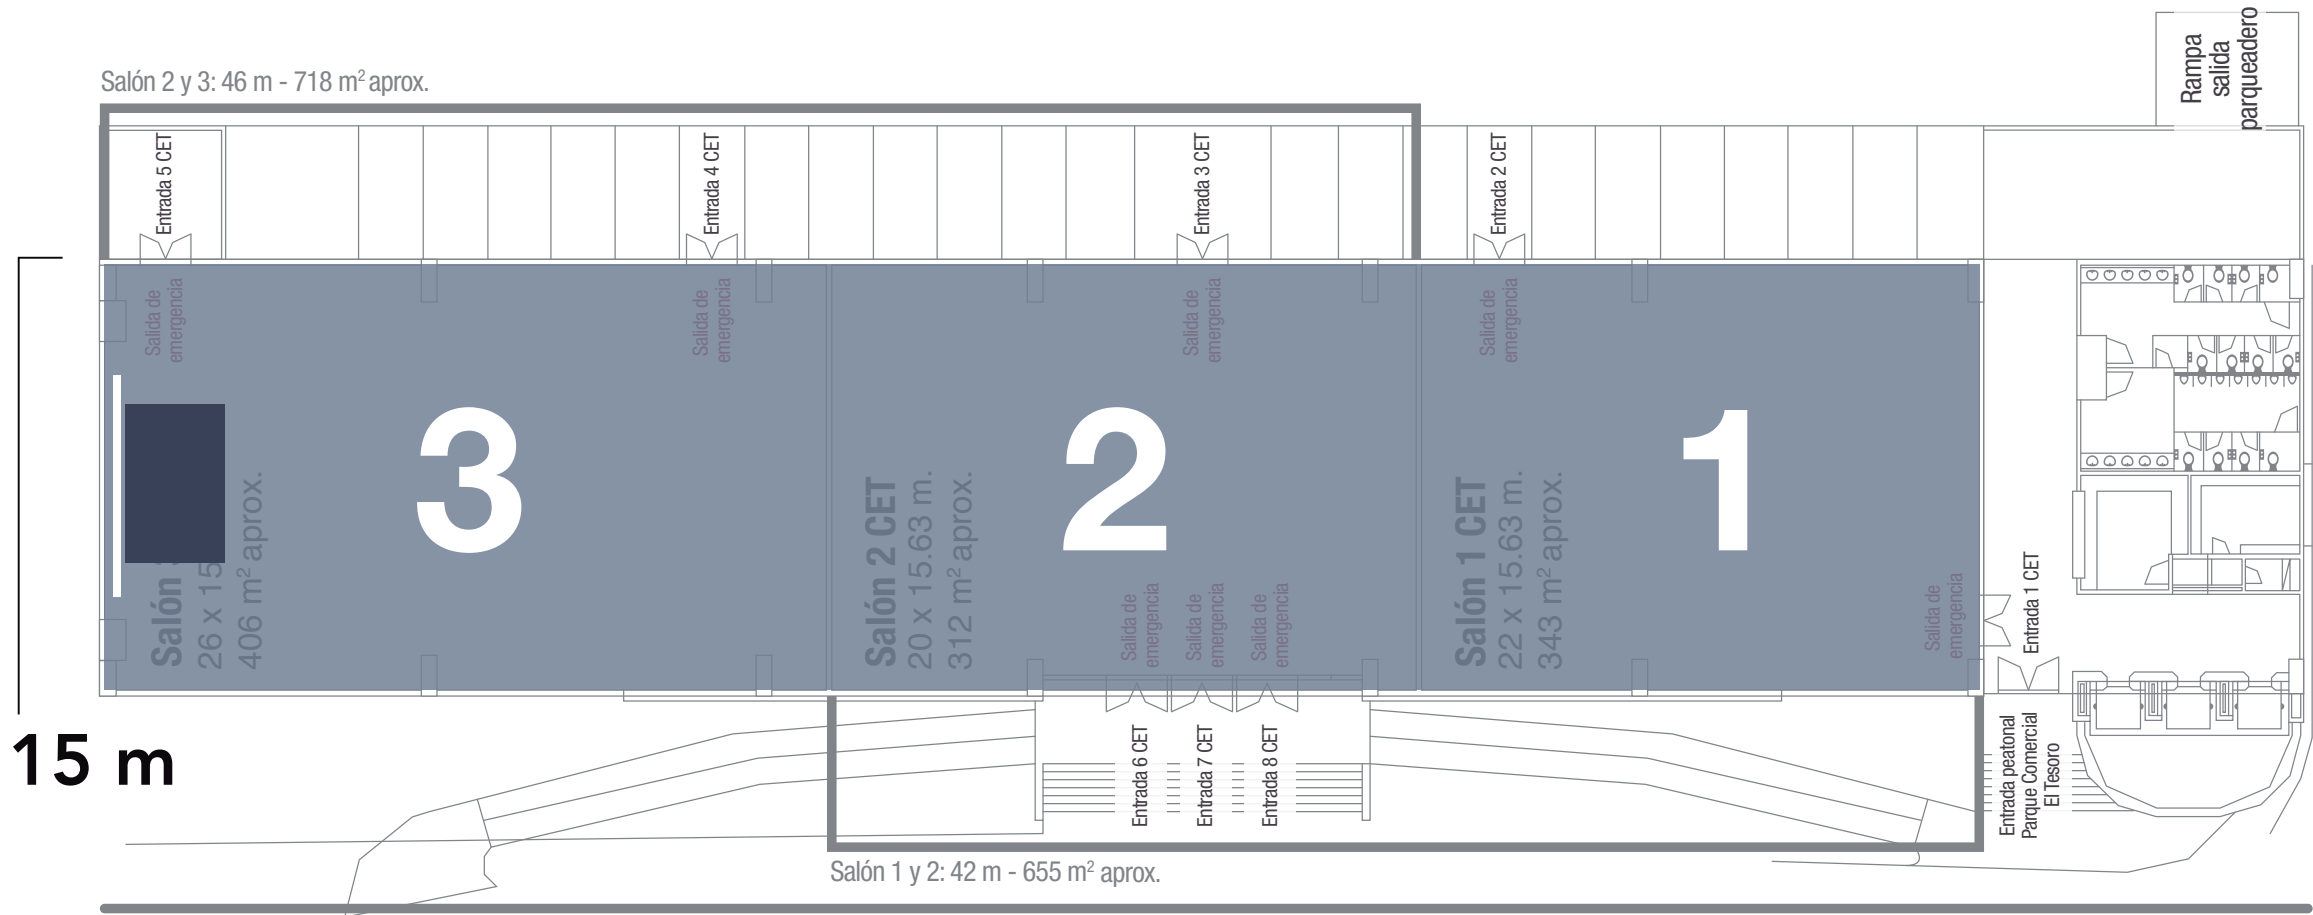 Rampa
salida
parqueadero
Salón 2 y 3: 46 m - 718 m² aprox.
Entrada 5 CET
Entrada 4 CET
Entrada 3 CET
Entrada 2 CET
Salida de
emergencia
Salida de
emergencia
Salida de
emergencia
Salida de
emergencia
3
2
1
Salón
26 x 15
406 m² aprox.
Salón 2 CET
20 x 15.63 m.
312 m² aprox.
Salón 1 CET
22 x 15.63 m.
343 m² aprox.
Salida de
emergencia
Salida de
emergencia
Salida de
emergencia
Salida de
emergencia
Entrada 1 CET
15 m
Entrada 6 CET
Entrada 7 CET
Entrada 8 CET
Entrada peatonal
Parque Comercial
El Tesoro
Salón 1 y 2: 42 m - 655 m² aprox.